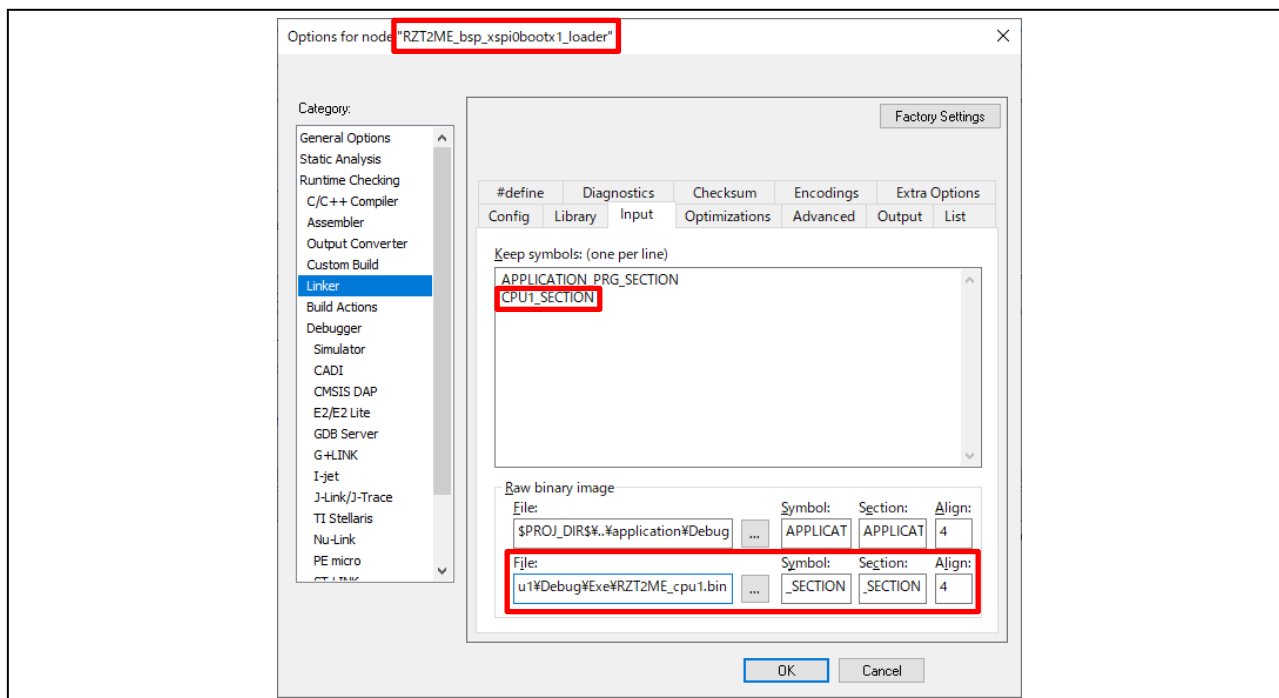 Options for node "RZT2ME_bsp_xspi0bootx1_loader"
Category:
General Options
Static Analysis
Runtime Checking
C/C++ Compiler
Assembler
Output Converter
Custom Build
Linker
Build Actions
Debugger
Simulator
CADI
CMSIS DAP
E2/E2 Lite
GDB Server
G+LINK
I-jet
J-Link/J-Trace
TI Stellaris
Nu-Link
PE micro
ST-LINK
Factory Settings
#define Diagnostics Checksum Encodings Extra Options
Config Library Input Optimizations Advanced Output List
Keep symbols: (one per line)
APPLICATION_PRG_SECTION
CPU1_SECTION
Raw binary image
File: Symbol: Section: Align:
$PROJ_DIR$¥..¥application¥Debug ... APPLICAT APPLICAT 4
File: Symbol: Section: Align:
u1¥Debug¥Exe¥RZT2ME_cpu1.bin ... _SECTION _SECTION 4
OK Cancel